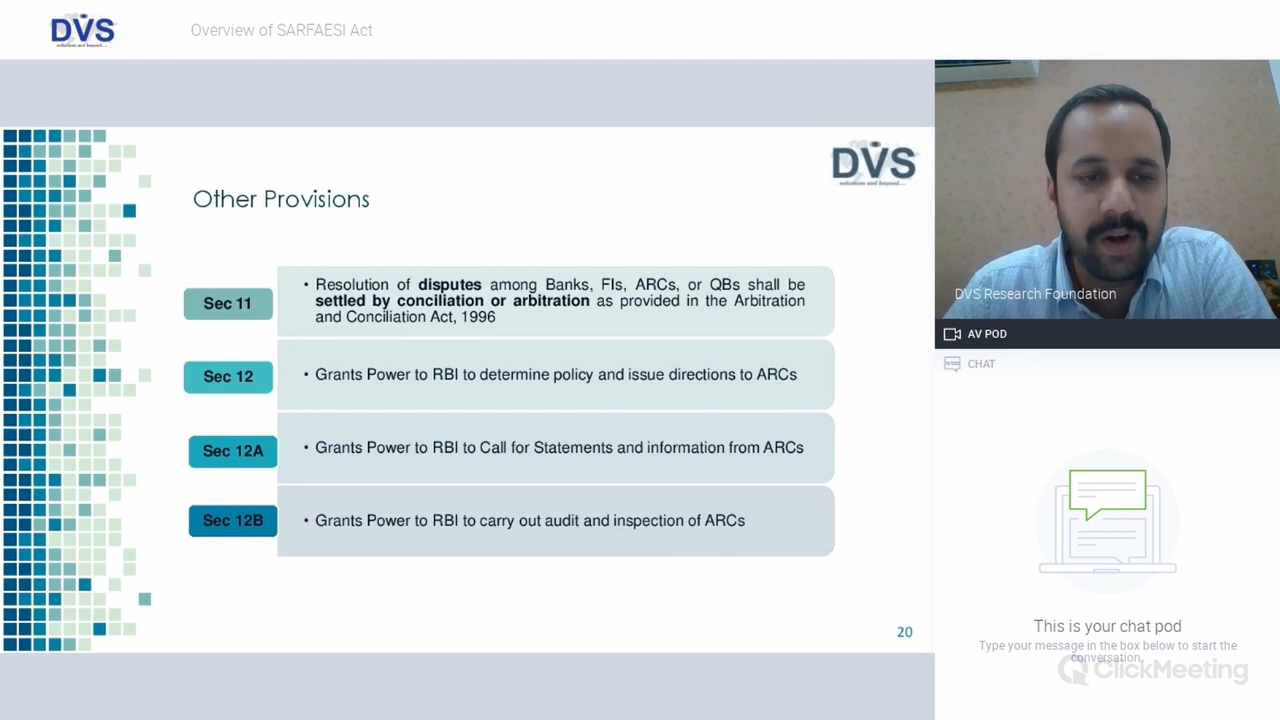 DVS
solutions and beyond....
Overview of SARFAESI Act
DVS
solutions and beyond....
Other Provisions
Sec 11
• Resolution of disputes among Banks, FIs, ARCs, or QBs shall be
settled by conciliation or arbitration as provided in the Arbitration
and Conciliation Act, 1996
Sec 12
• Grants Power to RBI to determine policy and issue directions to ARCs
Sec 12A
• Grants Power to RBI to Call for Statements and information from ARCs
Sec 12B
• Grants Power to RBI to carry out audit and inspection of ARCs
20
DVS Research Foundation
AV POD
CHAT
This is your chat pod
Type your message in the box below to start the
conversation.
ClickMeeting